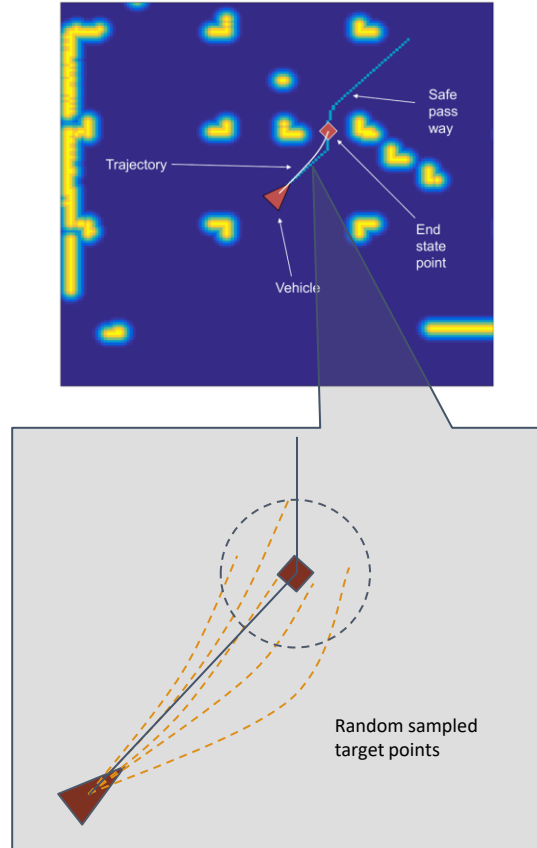 Safe
pass
way
Trajectory
End
state
point
Vehicle
Random sampled
target points